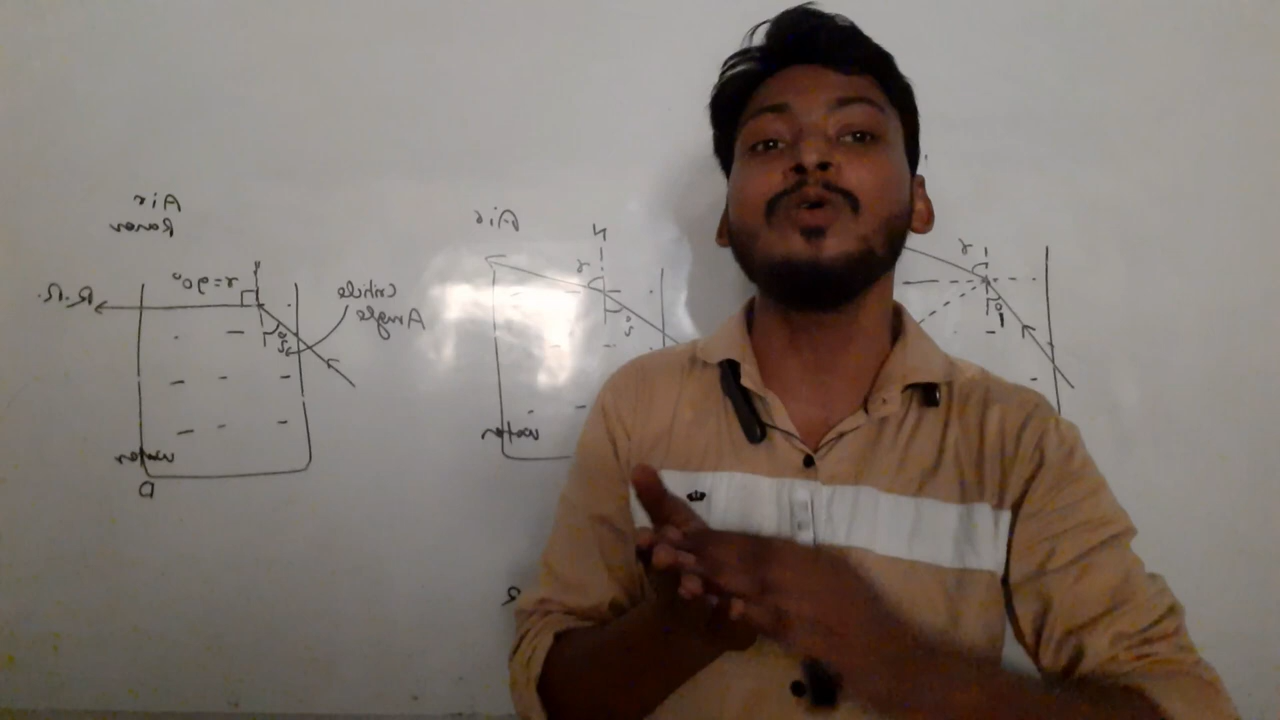 Air
Rarer
r=90°
R.R.
Critical
Angle
water
D
Air
N
r
i
water
r
i